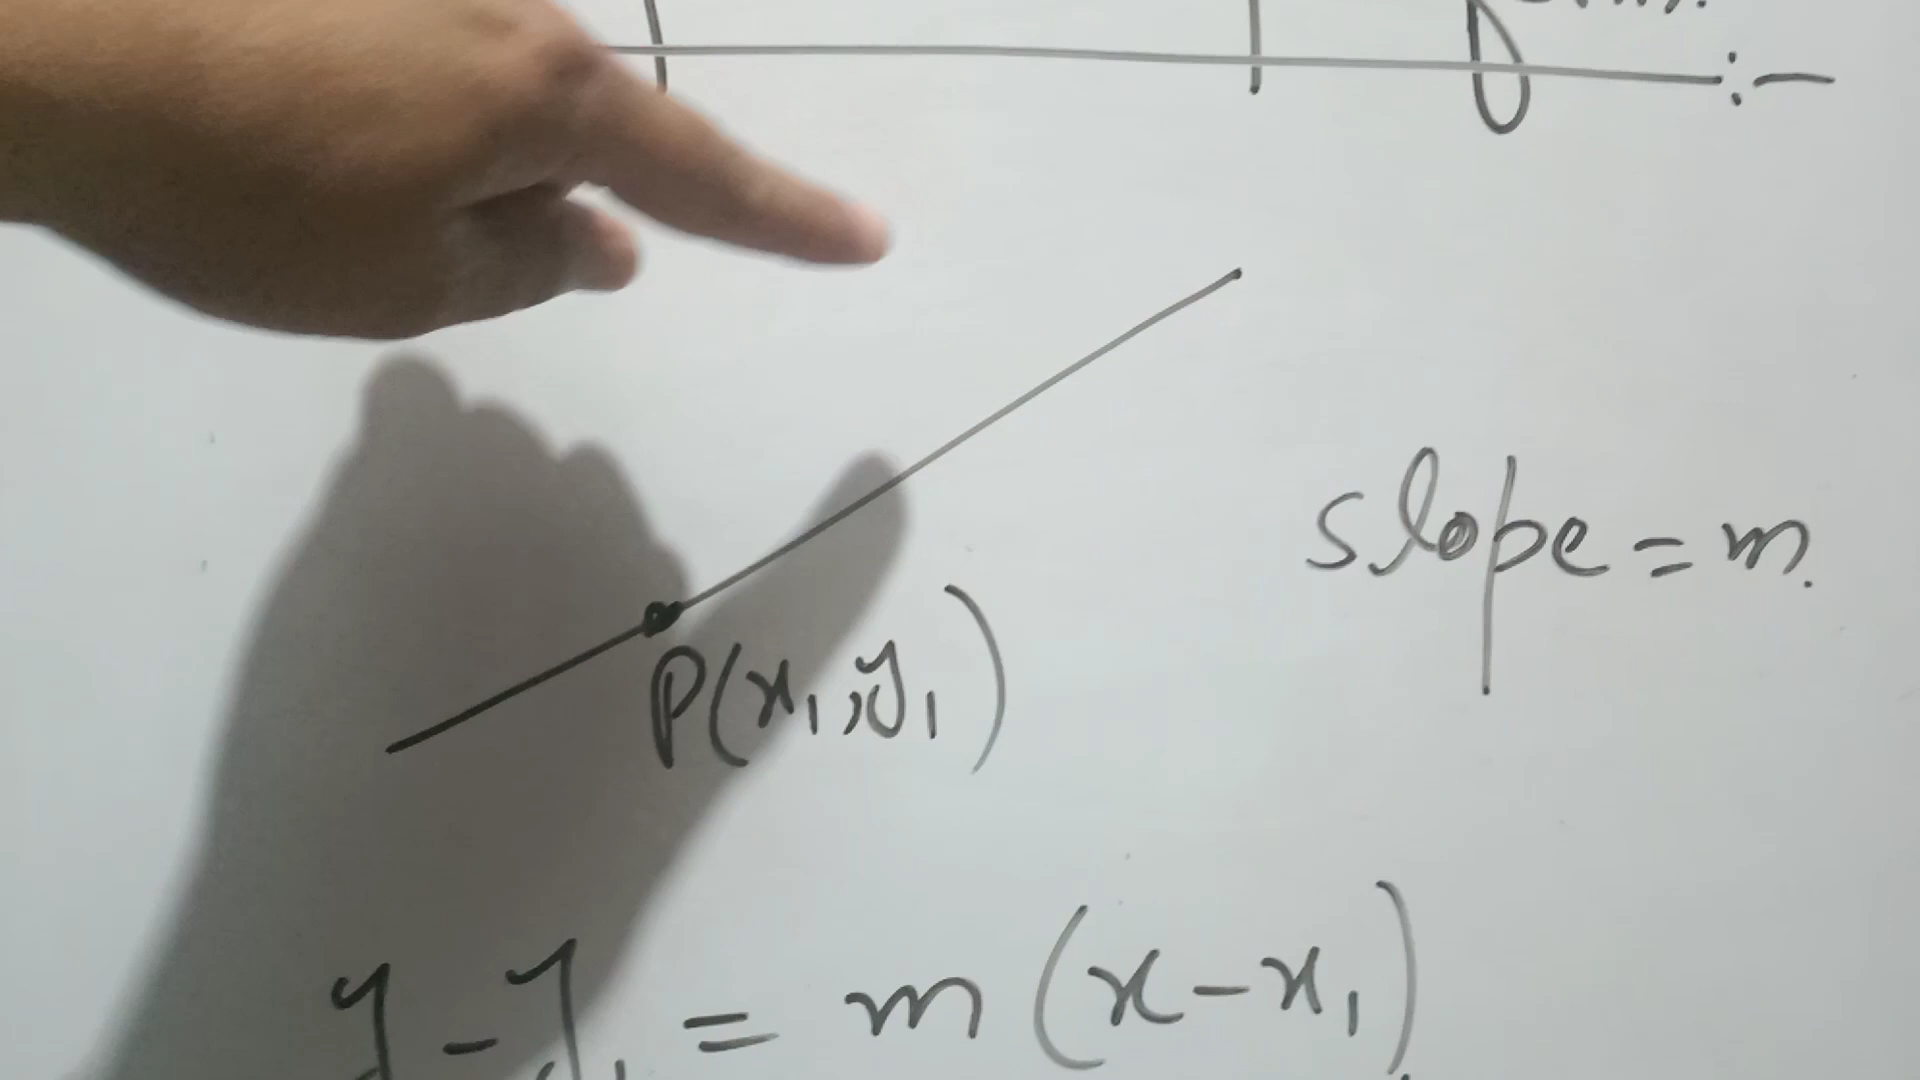 :-
slope = m.
P(x₁, y₁)
y - y₁ = m(x - x₁)